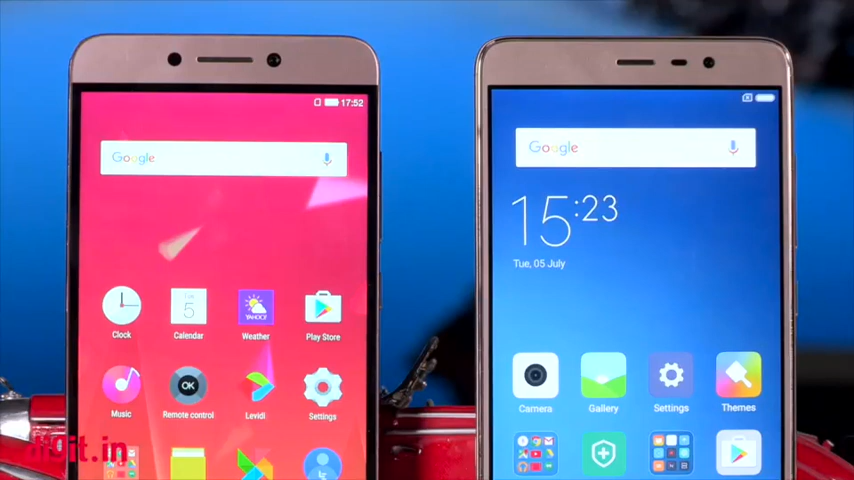 17:52
Google
Tue
5
YAHOO!
Clock
Calendar
Weather
Play Store
OK
Music
Remote control
Levidi
Settings
Google
15:23
Tue, 05 July
Camera
Gallery
Settings
Themes
digit.in